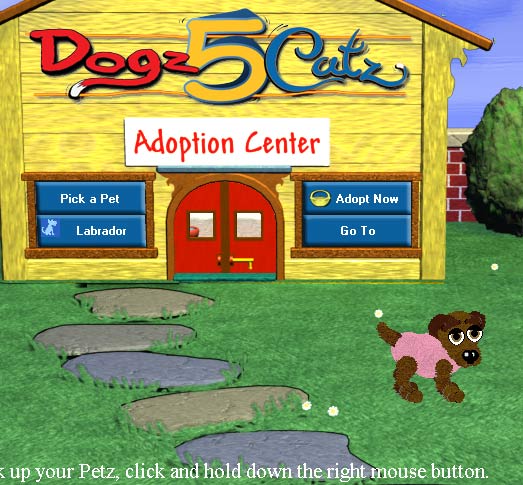 Dogz 5 Catz
Adoption Center
Pick a Pet
Adopt Now
Labrador
Go To
up your Petz, click and hold down the right mouse button.